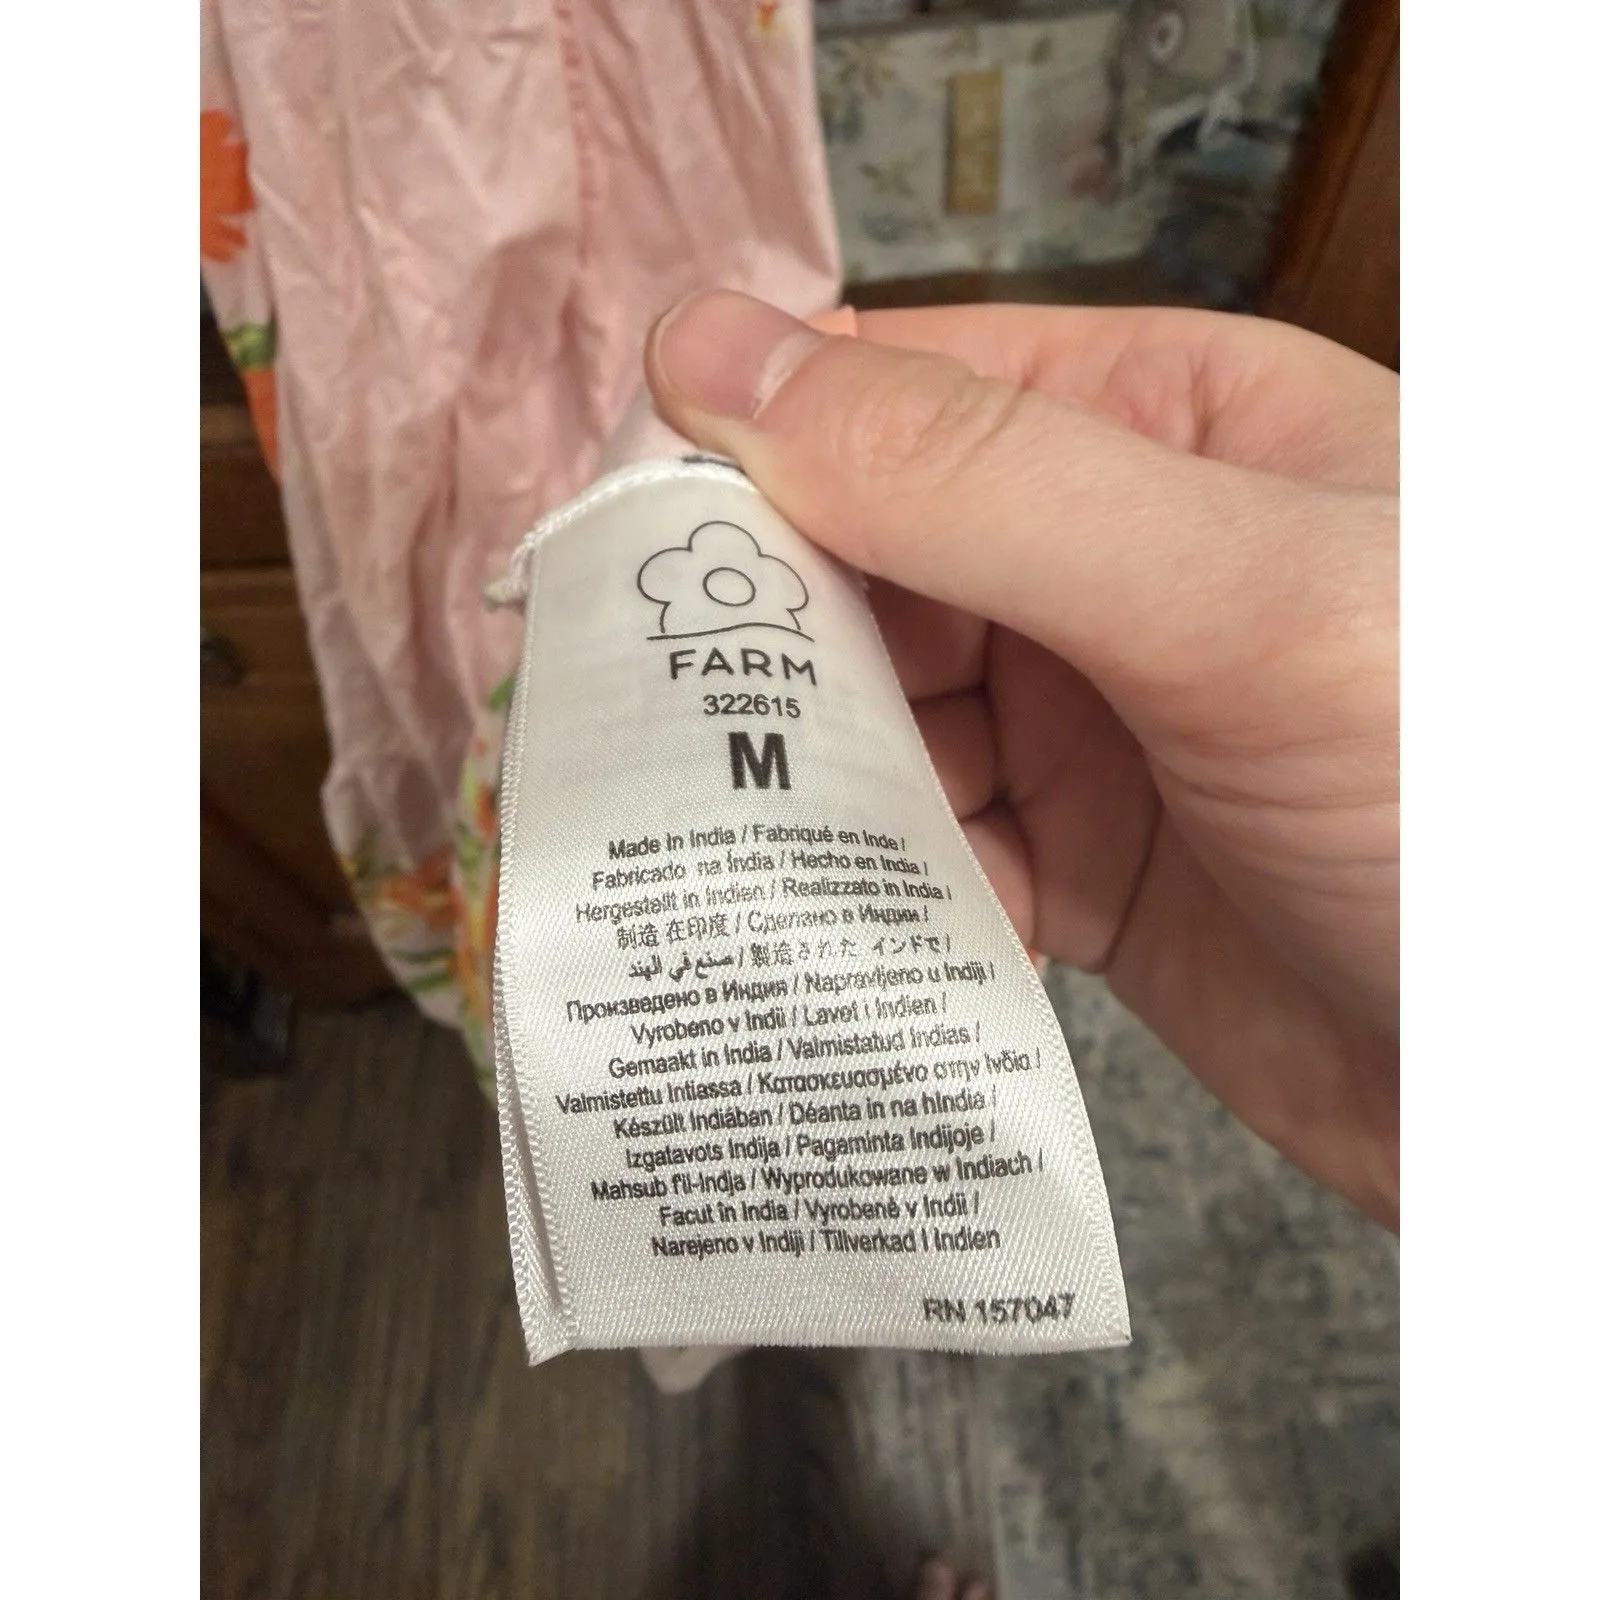 FARM
322615
M
Made in India / Fabriqué en Inde /
Fabricado na Índia / Hecho en India /
Hergestallt in Indien / Realizzato in India /
制造 在印度 / Сделано в Индии /
صنع في الهند / 製造された インドで /
Произведено в Индия / Napravljeno u Indiji /
Vyrobeno v Indii / Lavet i Indien /
Gemaakt in India / Valmistatud Indias /
Valmistettu Intiassa / Κατασκευασμένο στην Ινδία /
Készült Indiában / Déanta in na hIndia /
Izgatavots Indija / Pagaminta Indijoje /
Mahsub fil-Indja / Wyprodukowane w Indiach /
Facut in India / Vyrobené v Indii /
Narejeno v Indiji / Tillverkad I Indien
RN 157047